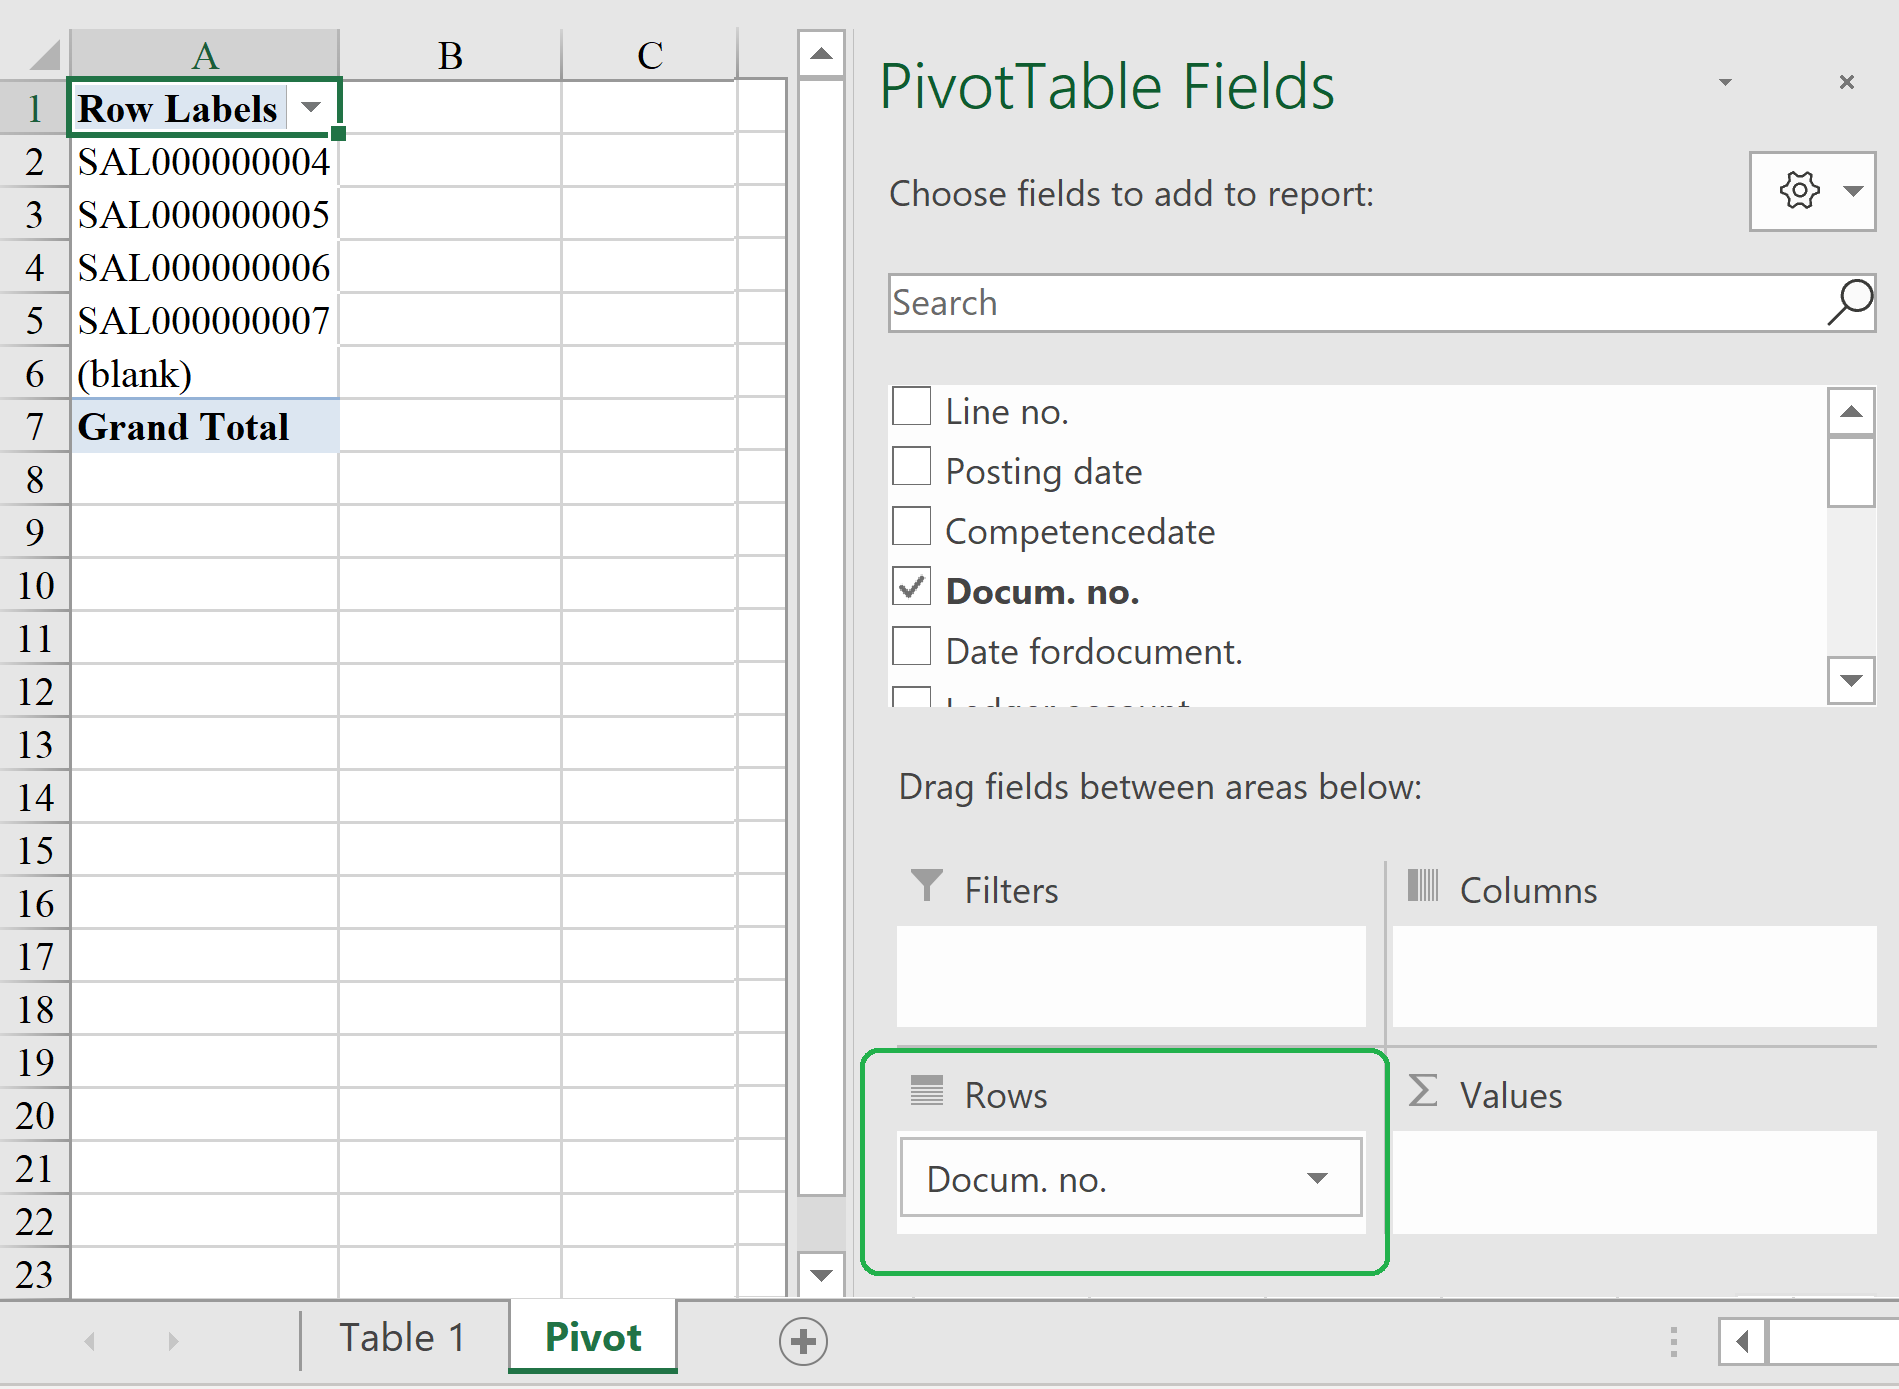 A B C
1 Row Labels
2 SAL000000004
3 SAL000000005
4 SAL000000006
5 SAL000000007
6 (blank)
7 Grand Total
8
9
10
11
12
13
14
15
16
17
18
19
20
21
22
23
PivotTable Fields
Choose fields to add to report:
Search
Line no.
Posting date
Competencedate
Docum. no.
Date fordocument.
Ledger account
Drag fields between areas below:
Filters
Columns
Rows
Values
Docum. no.
Table 1
Pivot